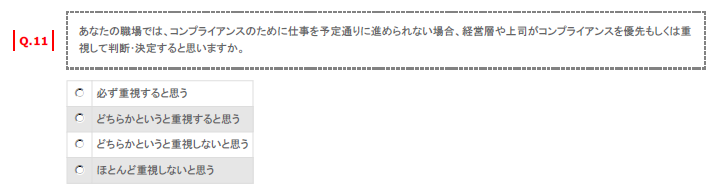 Q.11
あなたの職場では、コンプライアンスのために仕事を予定通りに進められない場合、経営層や上司がコンプライアンスを優先もしくは重
視して判断・決定すると思いますか。
必ず重視すると思う
どちらかというと重視すると思う
どちらかというと重視しないと思う
ほとんど重視しないと思う